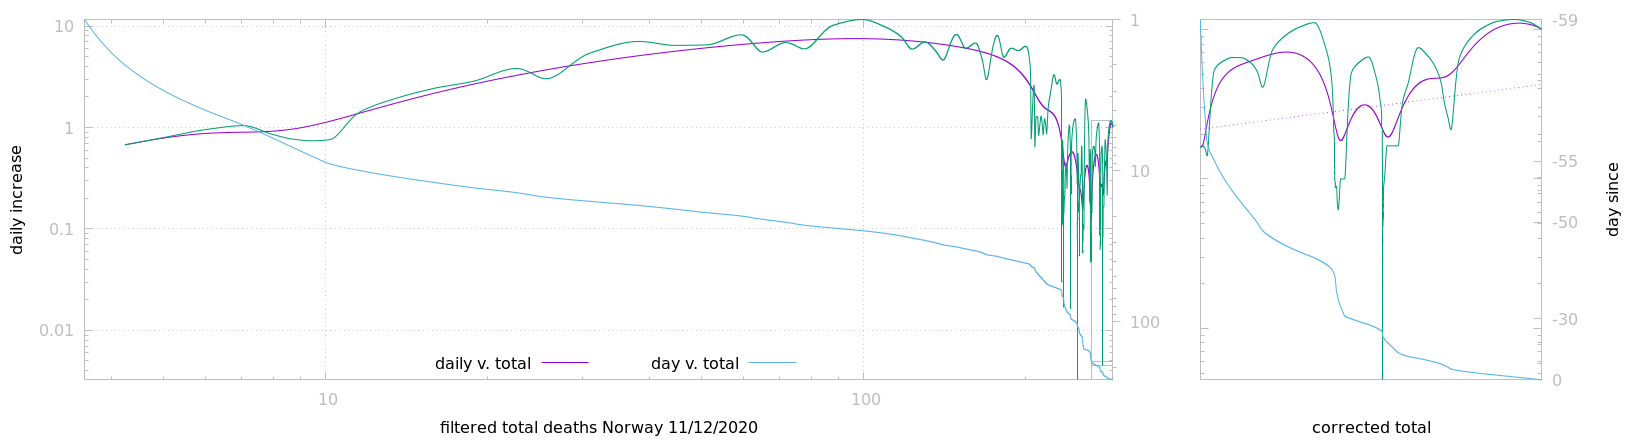 10
1
0.1
0.01
daily increase
daily v. total
day v. total
10
100
filtered total deaths Norway 11/12/2020
1
10
100
-59
-55
-50
-30
0
day since
corrected total